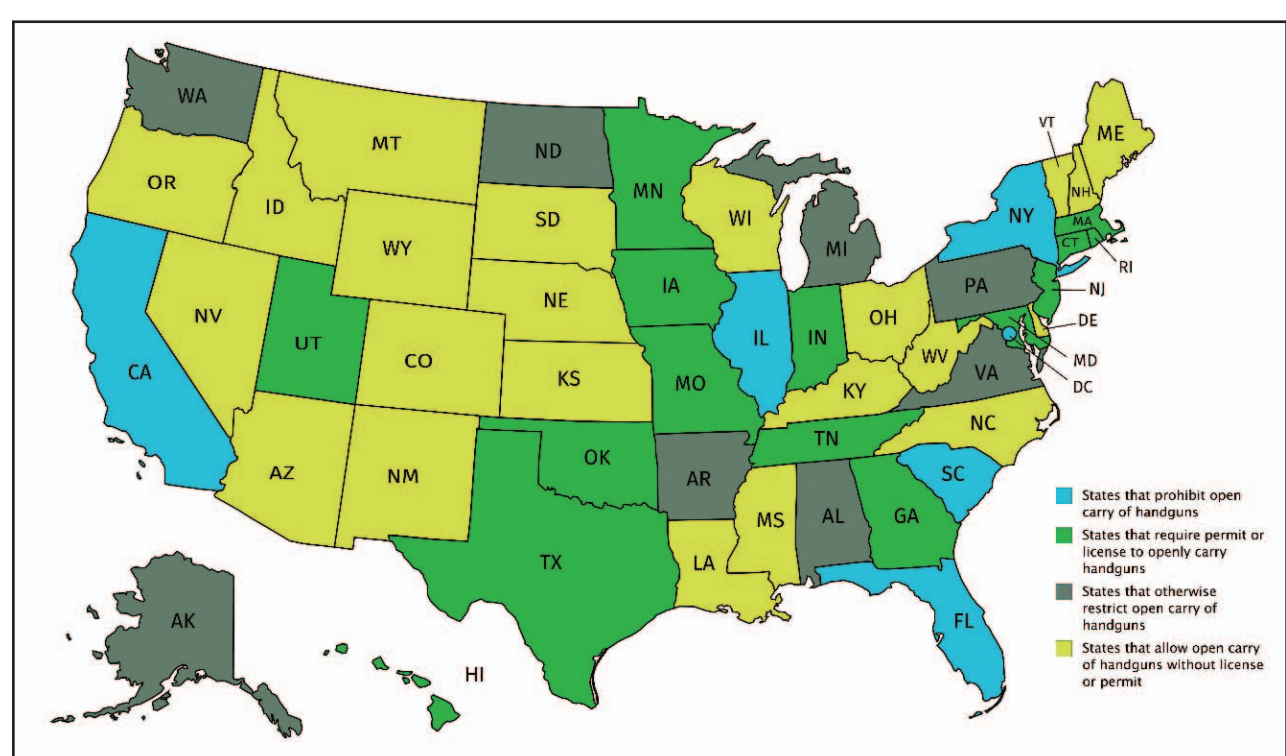 WA
MT
ND
MN
VT
ME
OR
ID
SD
WI
NH
NY
MA
WY
MI
CT
RI
IA
PA
NJ
NE
NV
OH
DE
UT
IL
IN
CO
WV
MD
CA
KS
VA
MO
KY
DC
NC
TN
OK
AZ
NM
AR
SC
MS
AL
GA
TX
LA
AK
FL
HI
States that prohibit open
carry of handguns
States that require permit or
license to openly carry
handguns
States that otherwise
restrict open carry of
handguns
States that allow open carry
of handguns without license
or permit